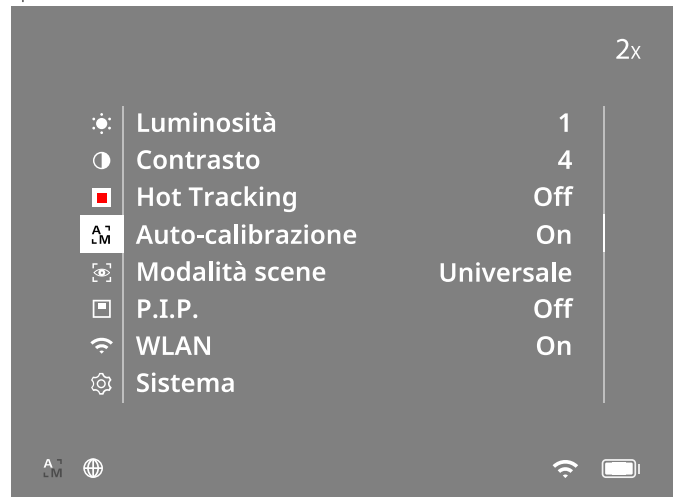 2x
Luminosità 1
Contrasto 4
Hot Tracking Off
A M Auto-calibrazione On
Modalità scene Universale
P.I.P. Off
WLAN On
Sistema
A M